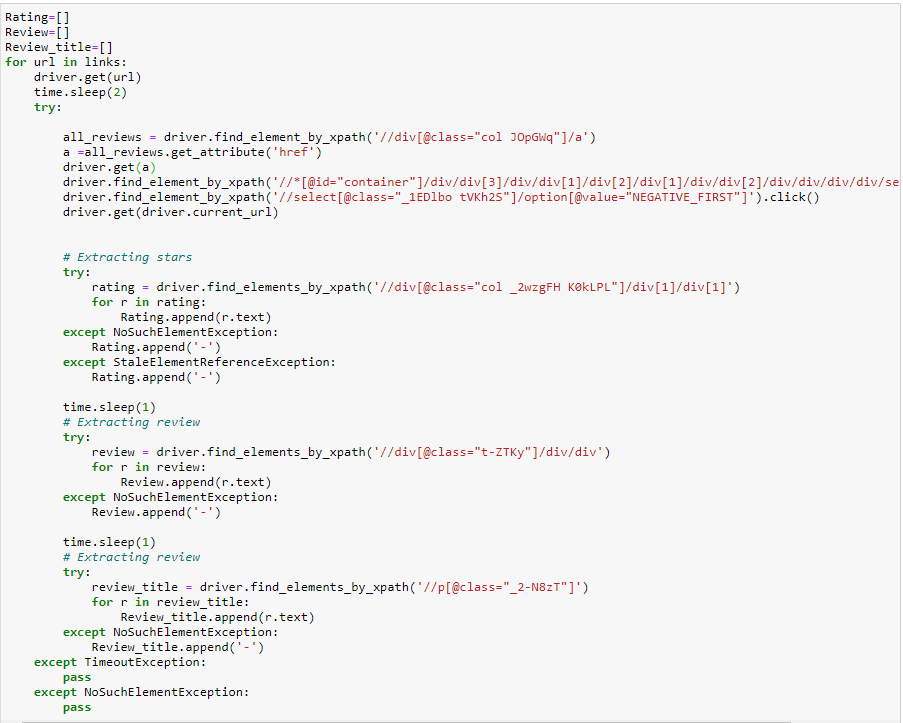 Rating=[]
Review=[]
Review_title=[]
for url in links:
    driver.get(url)
    time.sleep(2)
    try:

        all_reviews = driver.find_element_by_xpath('//div[@class="col JOpGWq"]/a')
        a =all_reviews.get_attribute('href')
        driver.get(a)
        driver.find_element_by_xpath('//*[@id="container"]/div/div[3]/div/div[1]/div[2]/div[1]/div/div[2]/div/div/div/div/se
        driver.find_element_by_xpath('//select[@class="_1EDlbo tVKh2S"]/option[@value="NEGATIVE_FIRST"]').click()
        driver.get(driver.current_url)


        # Extracting stars
        try:
            rating = driver.find_elements_by_xpath('//div[@class="col _2wzgFH K0kLPL"]/div[1]/div[1]')
            for r in rating:
                Rating.append(r.text)
        except NoSuchElementException:
            Rating.append('-')
        except StaleElementReferenceException:
            Rating.append('-')

        time.sleep(1)
        # Extracting review
        try:
            review = driver.find_elements_by_xpath('//div[@class="t-ZTKy"]/div/div')
            for r in review:
                Review.append(r.text)
        except NoSuchElementException:
            Review.append('-')

        time.sleep(1)
        # Extracting review
        try:
            review_title = driver.find_elements_by_xpath('//p[@class="_2-N8zT"]')
            for r in review_title:
                Review_title.append(r.text)
        except NoSuchElementException:
            Review_title.append('-')
    except TimeoutException:
        pass
    except NoSuchElementException:
        pass